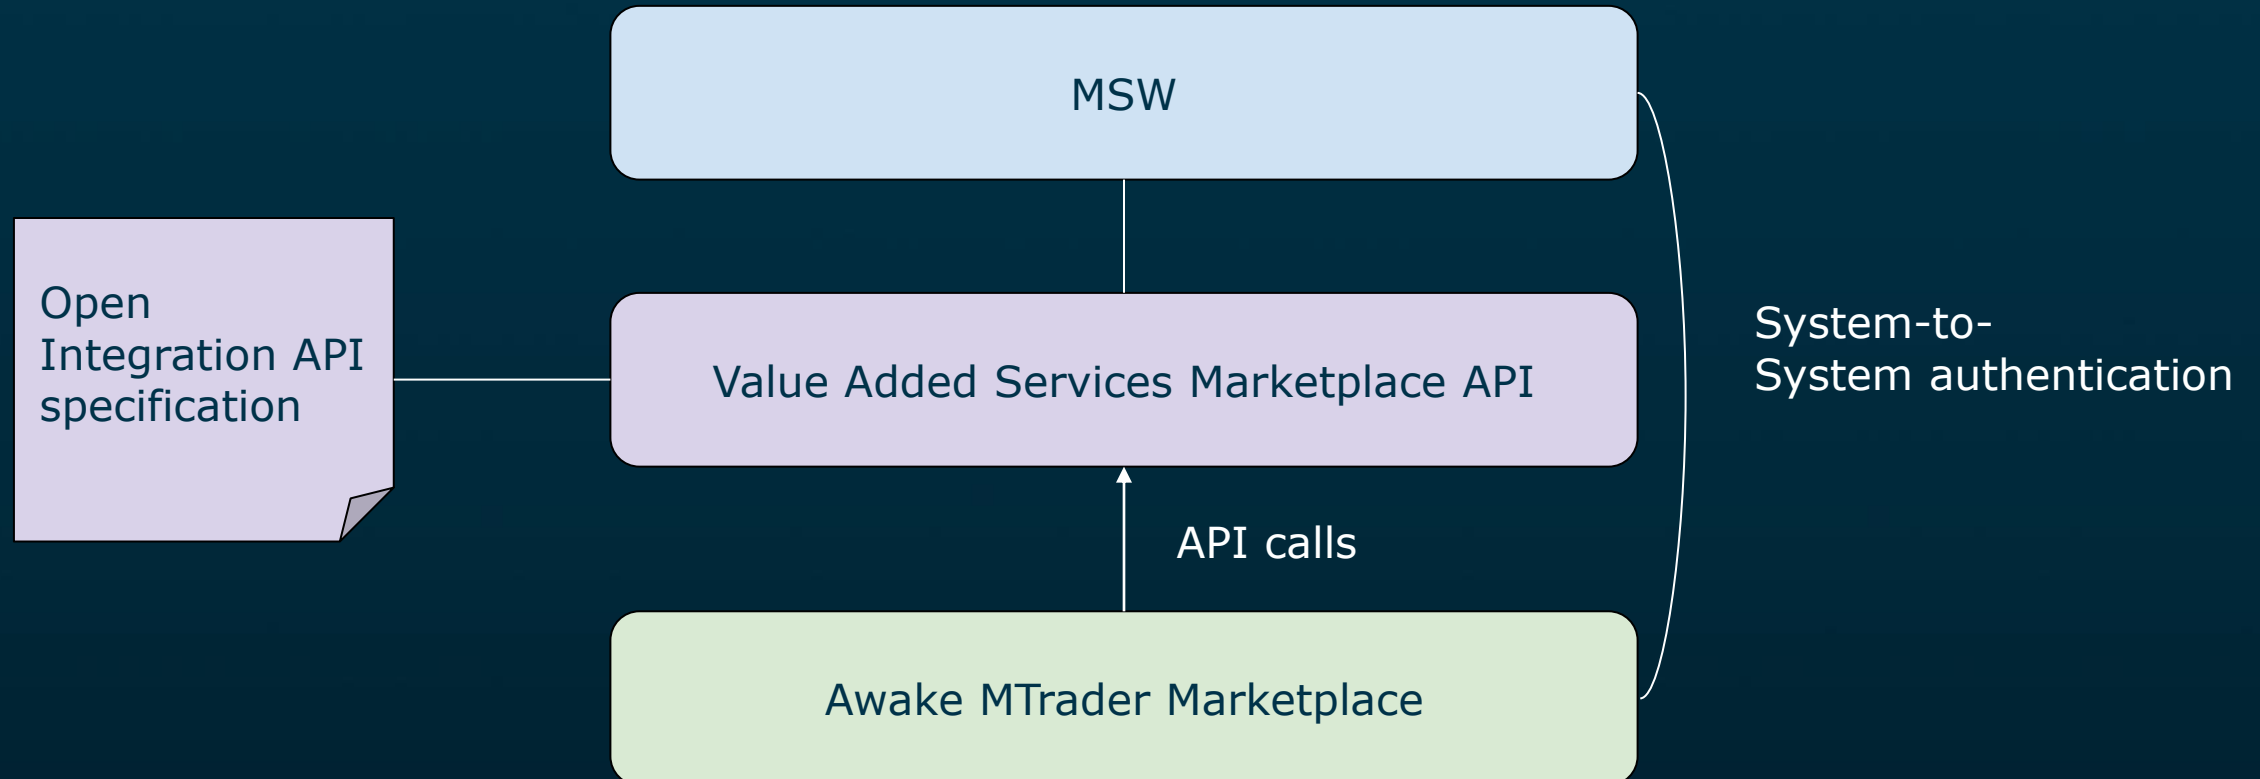 MSW
Open
Integration API
specification
Value Added Services Marketplace API
System-to-
System authentication
API calls
Awake MTrader Marketplace